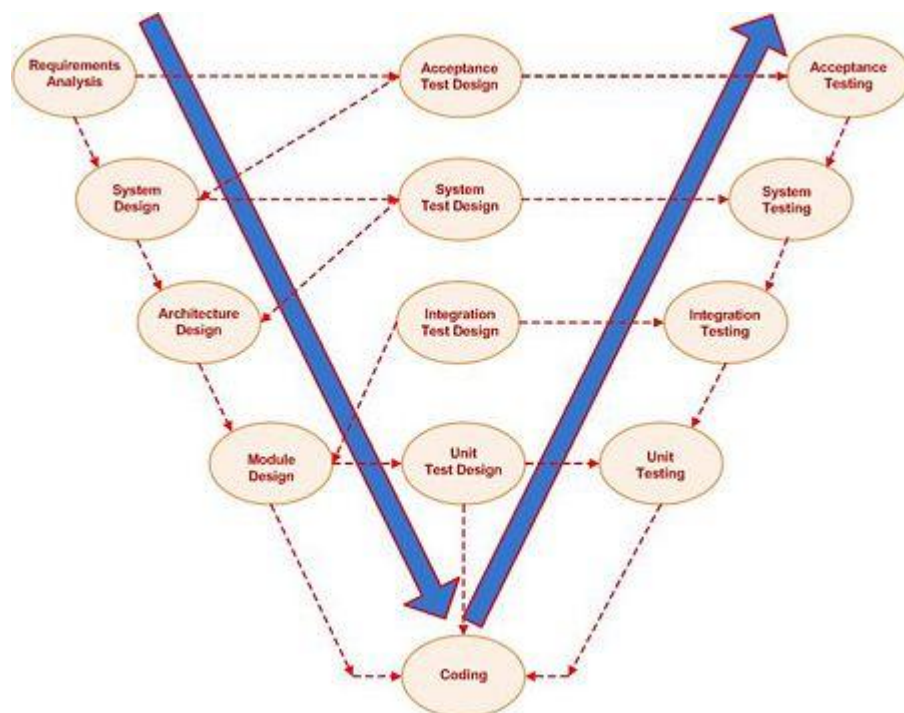 Requirements
Analysis
Acceptance
Test Design
Acceptance
Testing
System
Design
System
Test Design
System
Testing
Architecture
Design
Integration
Test Design
Integration
Testing
Module
Design
Unit
Test Design
Unit
Testing
Coding